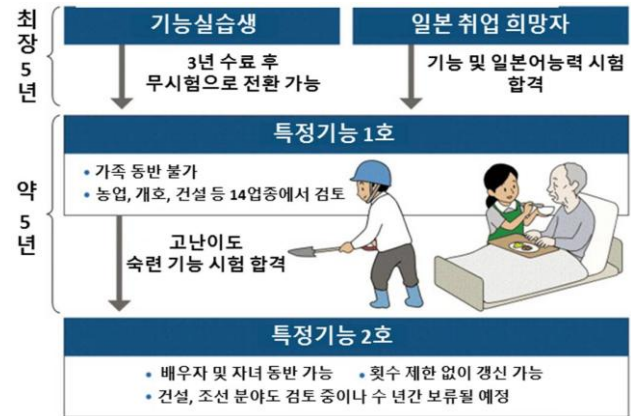 최장 5년
기능실습생
일본 취업 희망자
3년 수료 후
무시험으로 전환 가능
기능 및 일본어능력 시험
합격
약 5년
특정기능 1호
• 가족 동반 불가
• 농업, 개호, 건설 등 14업종에서 검토
고난이도
숙련 기능 시험 합격
특정기능 2호
• 배우자 및 자녀 동반 가능 • 횟수 제한 없이 갱신 가능
• 건설, 조선 분야도 검토 중이나 수 년간 보류될 예정